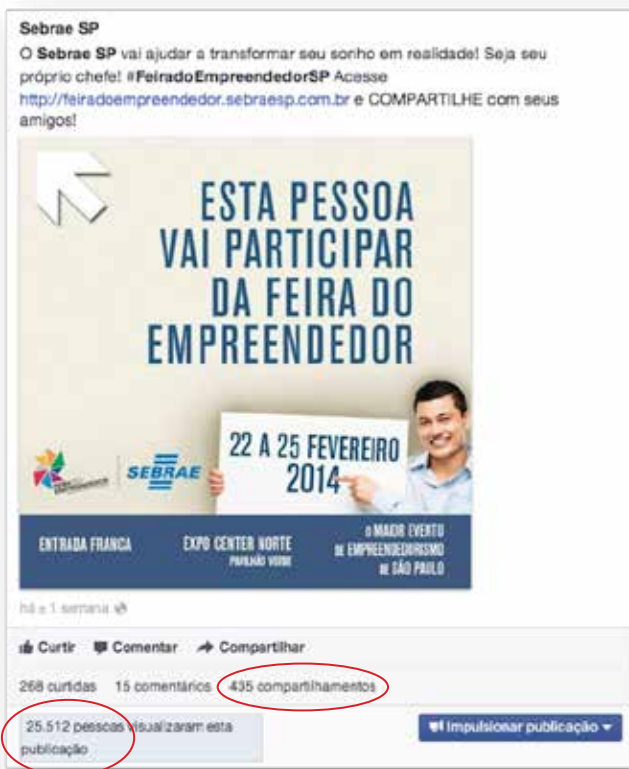 Sebrae SP
O Sebrae SP vai ajudar a transformar seu sonho em realidade! Seja seu
próprio chefe! #FeiradoEmpreendedorSP Acesse
http://feiradoempreendedor.sebraesp.com.br e COMPARTILHE com seus
amigos!
ESTA PESSOA
VAI PARTICIPAR
DA FEIRA DO
EMPREENDEDOR
22 A 25 FEVEREIRO
2014
SEBRAE
ENTRADA FRANCA
EXPO CENTER NORTE
PAVILHÃO VERDE
O MAIOR EVENTO
DE EMPREENDEDORISMO
DE SÃO PAULO
há ± 1 semana
Curtir Comentar Compartilhar
268 curtidas 15 comentários 435 compartilhamentos
25.512 pessoas visualizaram esta
publicação
Impulsionar publicação